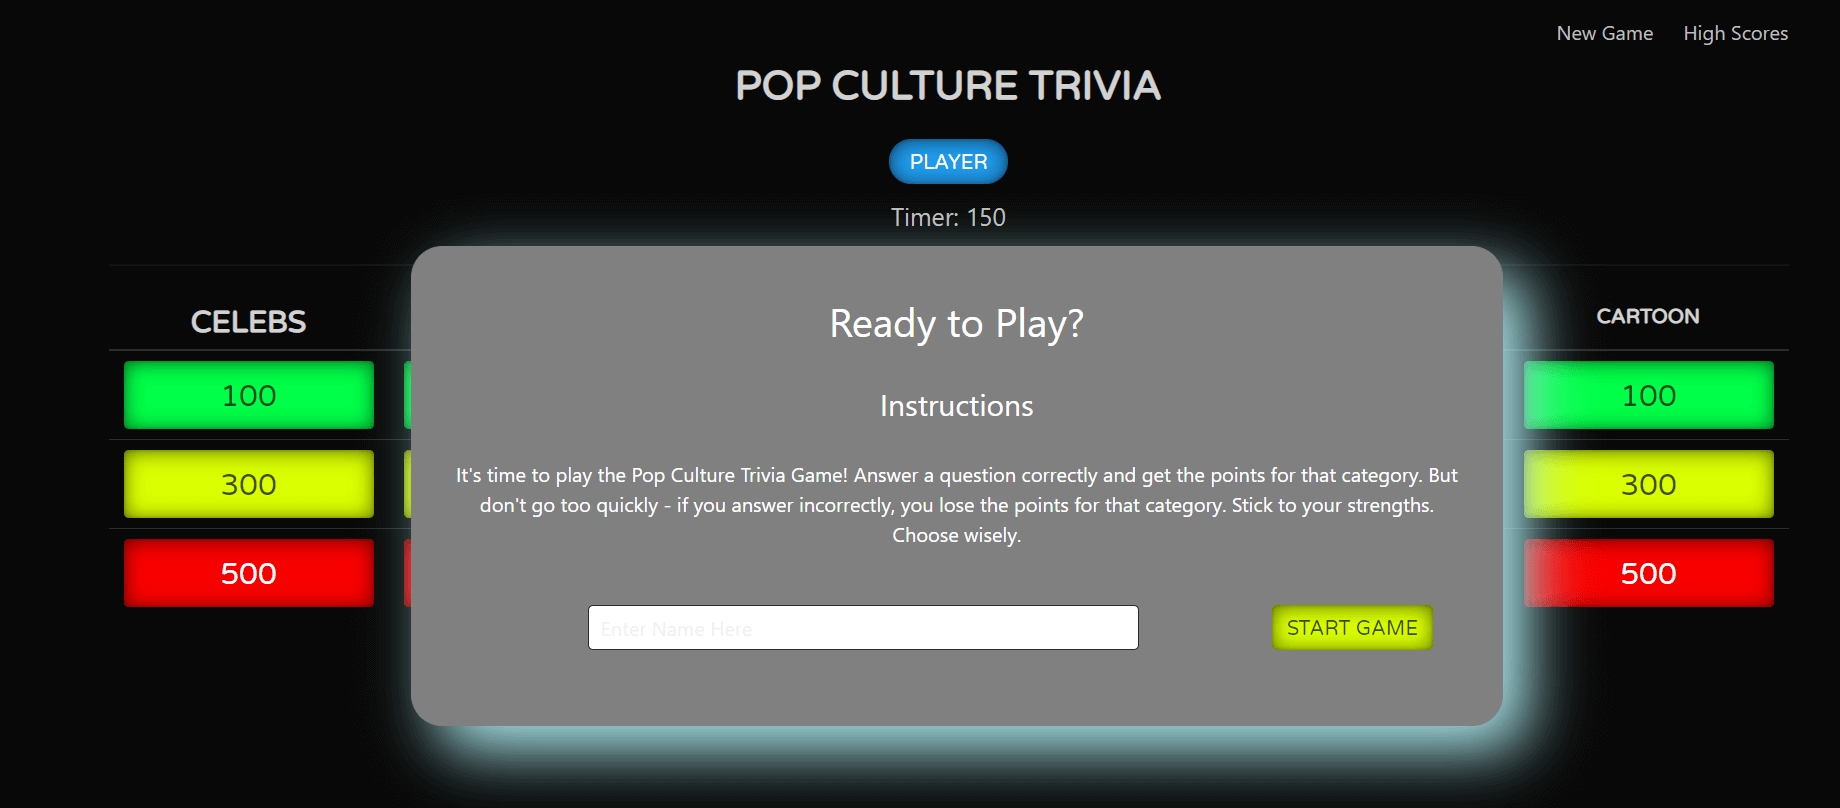 New Game High Scores
POP CULTURE TRIVIA
PLAYER
Timer: 150
CELEBS
CARTOON
Ready to Play?
Instructions
It's time to play the Pop Culture Trivia Game! Answer a question correctly and get the points for that category. But
don't go too quickly - if you answer incorrectly, you lose the points for that category. Stick to your strengths.
Choose wisely.
100 100
300 300
500 500
Enter Name Here START GAME